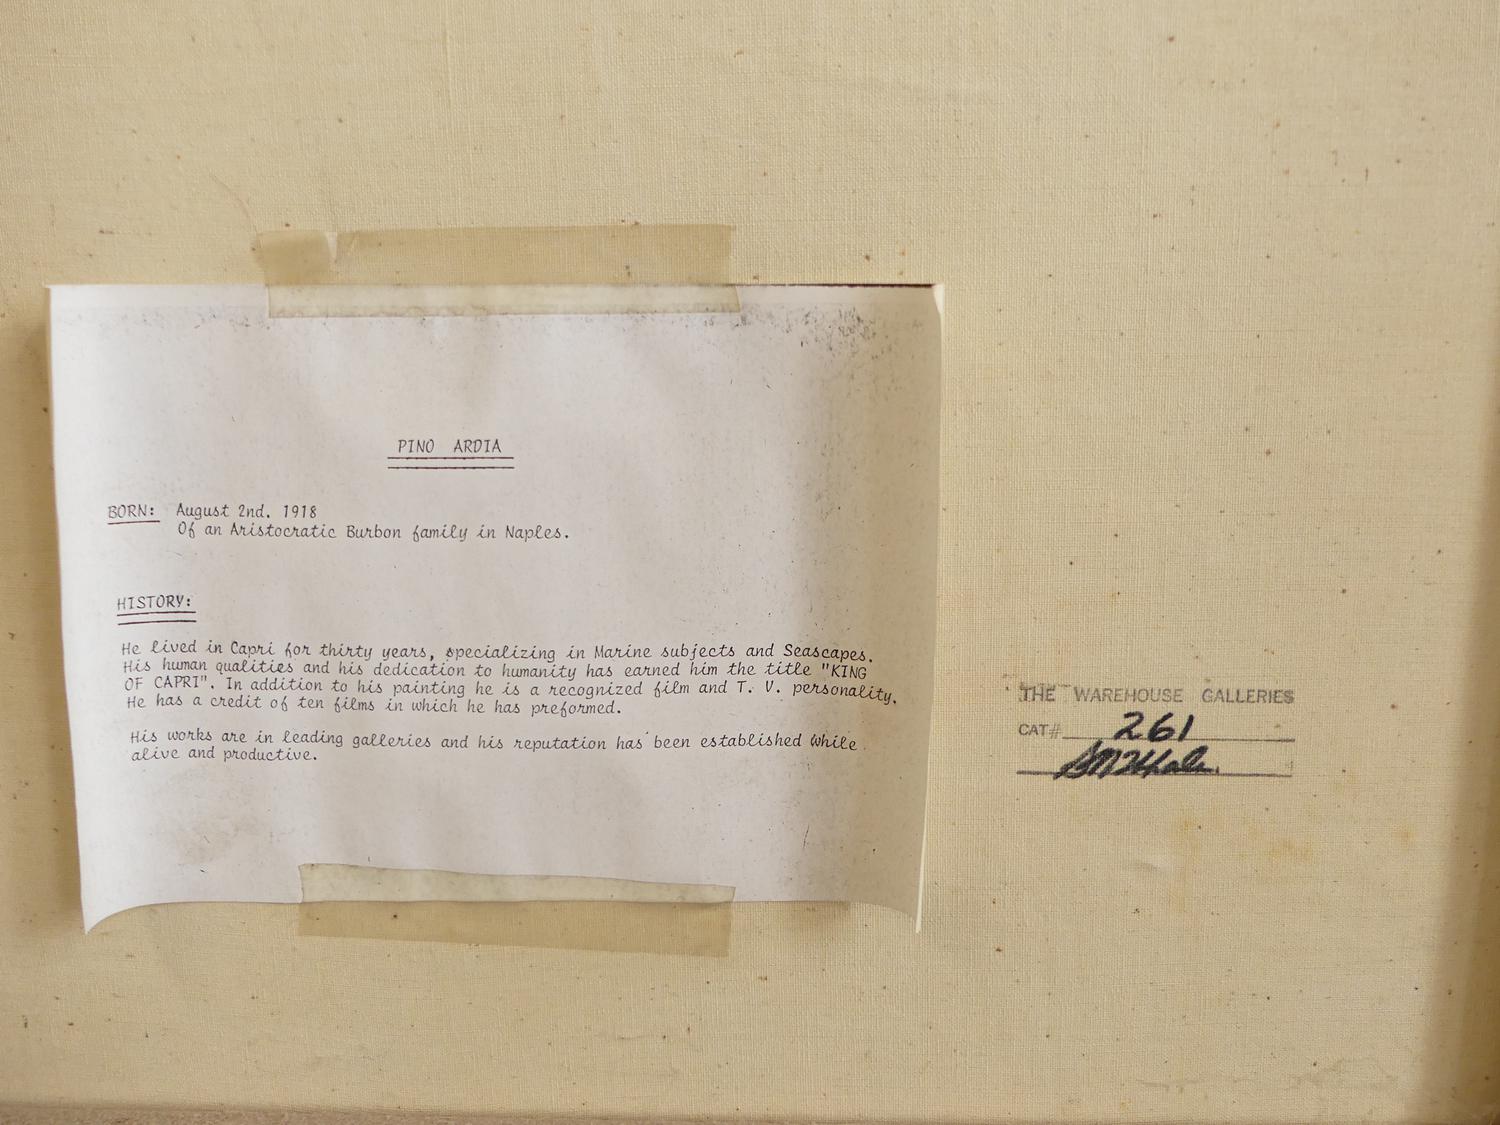 PINO ARDIA
BORN: August 2nd. 1918
Of an Aristocratic Burbon family in Naples.
HISTORY:
He lived in Capri for thirty years, specializing in Marine subjects and Seascapes.
His human qualities and his dedication to humanity has earned him the title "KING
OF CAPRI". In addition to his painting he is a recognized film and T. V. personality.
He has a credit of ten films in which he has preformed.
His works are in leading galleries and his reputation has been established while
alive and productive.
THE WAREHOUSE GALLERIES
CAT# 261